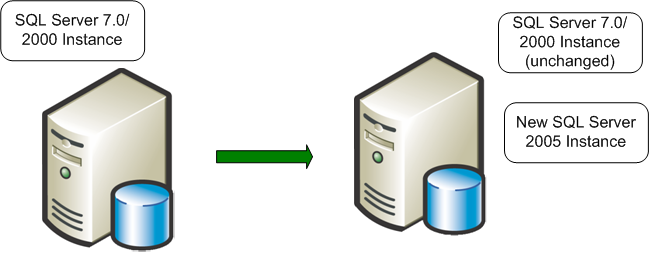 SQL Server 7.0/
2000 Instance
SQL Server 7.0/
2000 Instance
(unchanged)
New SQL Server
2005 Instance